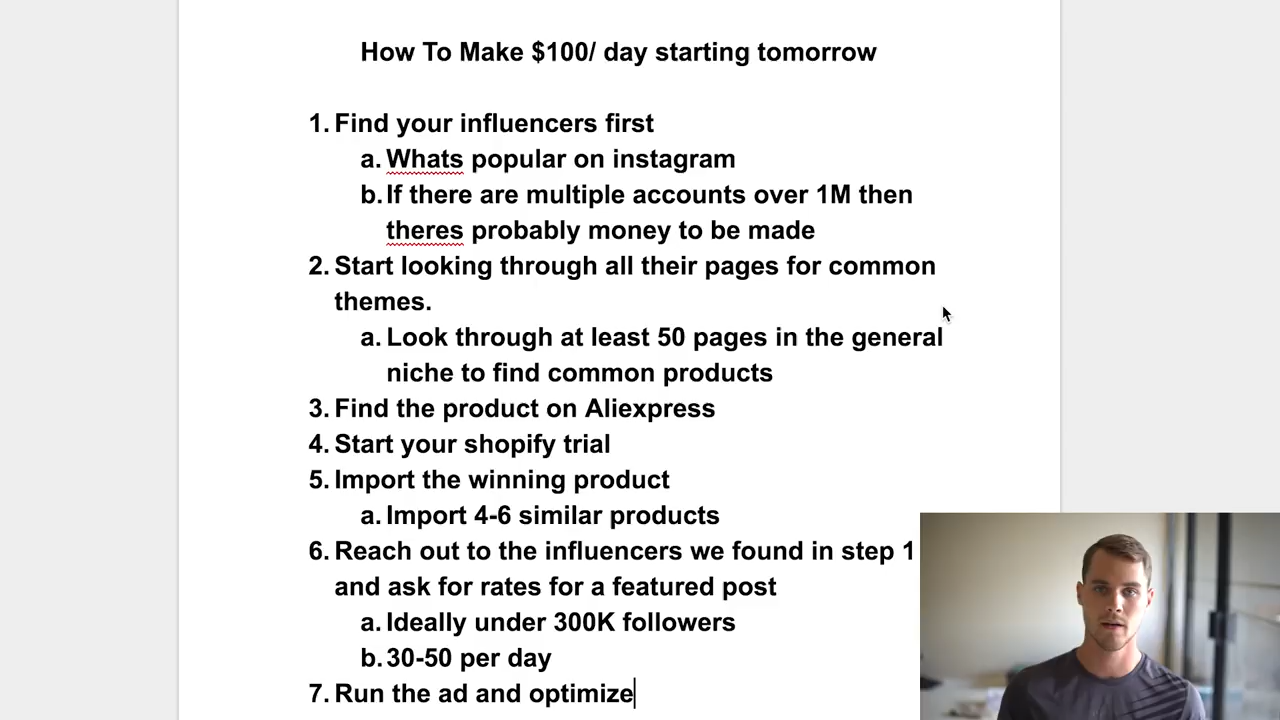 How To Make $100/ day starting tomorrow
1. Find your influencers first
a. Whats popular on instagram
b. If there are multiple accounts over 1M then
theres probably money to be made
2. Start looking through all their pages for common
themes.
a. Look through at least 50 pages in the general
niche to find common products
3. Find the product on Aliexpress
4. Start your shopify trial
5. Import the winning product
a. Import 4-6 similar products
6. Reach out to the influencers we found in step 1
and ask for rates for a featured post
a. Ideally under 300K followers
b. 30-50 per day
7. Run the ad and optimize